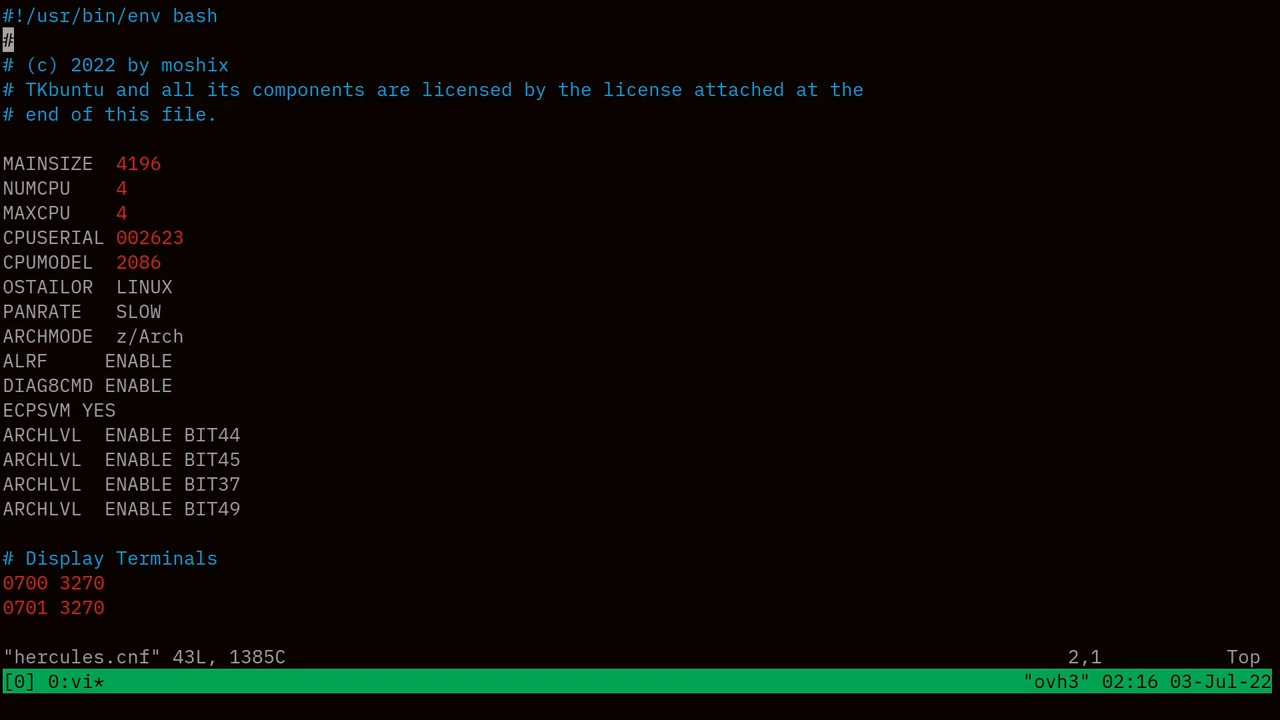 #!/usr/bin/env bash
#
# (c) 2022 by moshix
# TKbuntu and all its components are licensed by the license attached at the
# end of this file.
MAINSIZE  4196
NUMCPU    4
MAXCPU    4
CPUSERIAL 002623
CPUMODEL  2086
OSTAILOR  LINUX
PANRATE   SLOW
ARCHMODE  z/Arch
ALRF     ENABLE
DIAG8CMD ENABLE
ECPSVM YES
ARCHLVL  ENABLE BIT44
ARCHLVL  ENABLE BIT45
ARCHLVL  ENABLE BIT37
ARCHLVL  ENABLE BIT49
# Display Terminals
0700 3270
0701 3270
"hercules.cnf" 43L, 1385C 2,1 Top
[0] 0:vi* "ovh3" 02:16 03-Jul-22